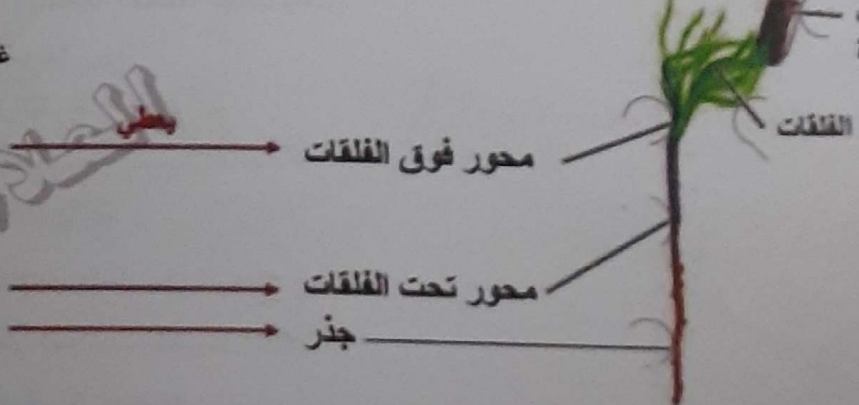 الفلقات
يعطي
محور فوق الفلقات
محور تحت الفلقات
جذر